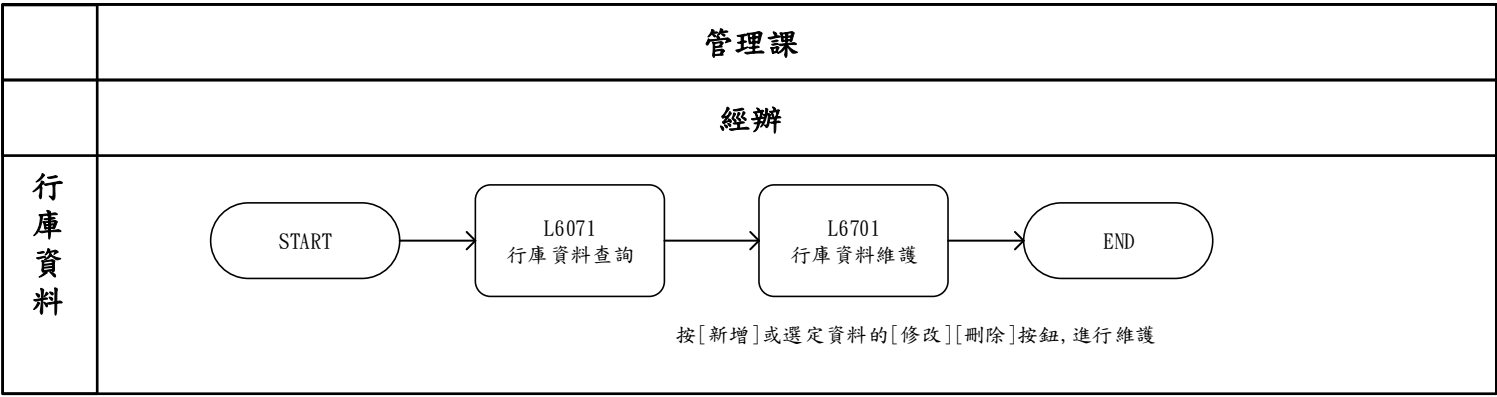 管理課
經辦
行庫資料
START
L6071
行庫資料查詢
L6701
行庫資料維護
END
按[新增]或選定資料的[修改][刪除]按鈕,進行維護